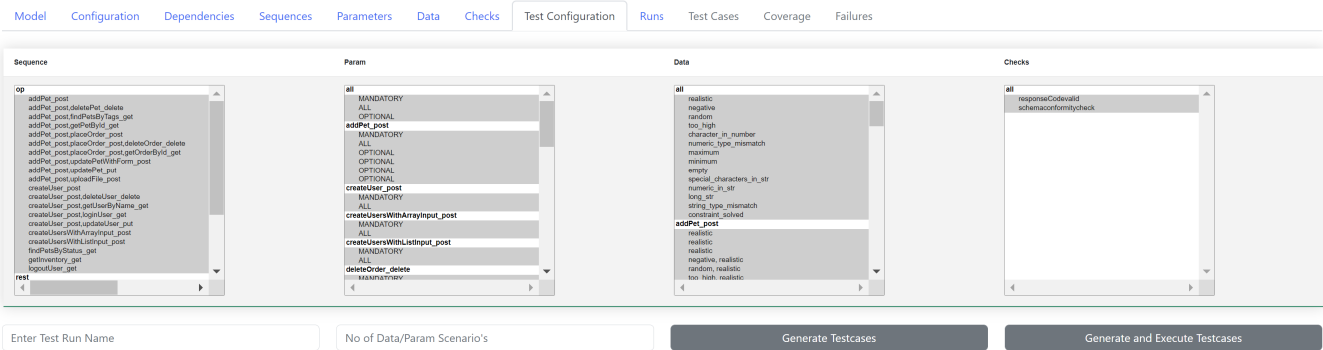 Model Configuration Dependencies Sequences Parameters Data Checks Test Configuration Runs Test Cases Coverage Failures
Sequence Param Data Checks
op
addPet_post
addPet_post,deletePet_delete
addPet_post,findPetsByTags_get
addPet_post,getPetById_get
addPet_post,placeOrder_post
addPet_post,placeOrder_post,deleteOrder_delete
addPet_post,placeOrder_post,getOrderById_get
addPet_post,updatePetWithForm_post
addPet_post,updatePet_put
addPet_post,uploadFile_post
createUser_post
createUser_post,deleteUser_delete
createUser_post,getUserByName_get
createUser_post,loginUser_get
createUser_post,updateUser_put
createUsersWithArrayInput_post
createUsersWithListInput_post
findPetsByStatus_get
getInventory_get
logoutUser_get
rest
all
MANDATORY
ALL
OPTIONAL
addPet_post
MANDATORY
ALL
OPTIONAL
OPTIONAL
OPTIONAL
OPTIONAL
createUser_post
MANDATORY
ALL
createUsersWithArrayInput_post
MANDATORY
ALL
createUsersWithListInput_post
MANDATORY
ALL
deleteOrder_delete
MANDATORY
all
realistic
negative
random
too_high
character_in_number
numeric_type_mismatch
maximum
minimum
empty
special_characters_in_str
numeric_in_str
long_str
string_type_mismatch
constraint_solved
addPet_post
realistic
realistic
realistic
negative, realistic
random, realistic
too_high, realistic
all
responseCodevalid
schemaconformitycheck
Enter Test Run Name No of Data/Param Scenario's Generate Testcases Generate and Execute Testcases